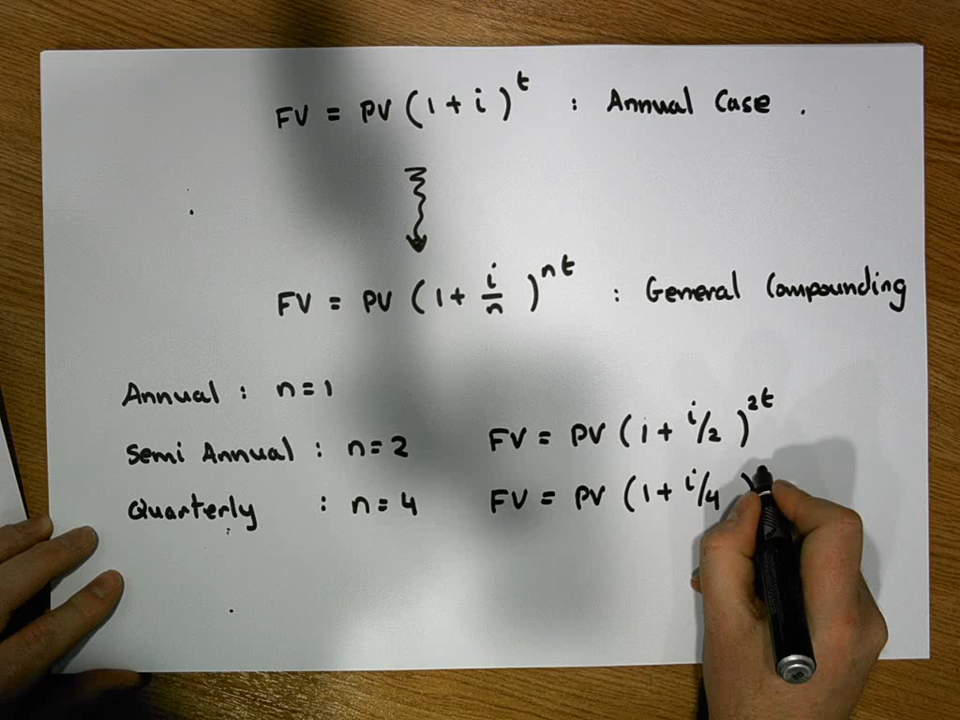 FV = PV (1 + i)^t : Annual Case .
FV = PV (1 + i/n)^nt : General Compounding
Annual : n = 1
Semi Annual : n = 2 FV = PV (1 + i/2)^2t
Quarterly : n = 4 FV = PV (1 + i/4)